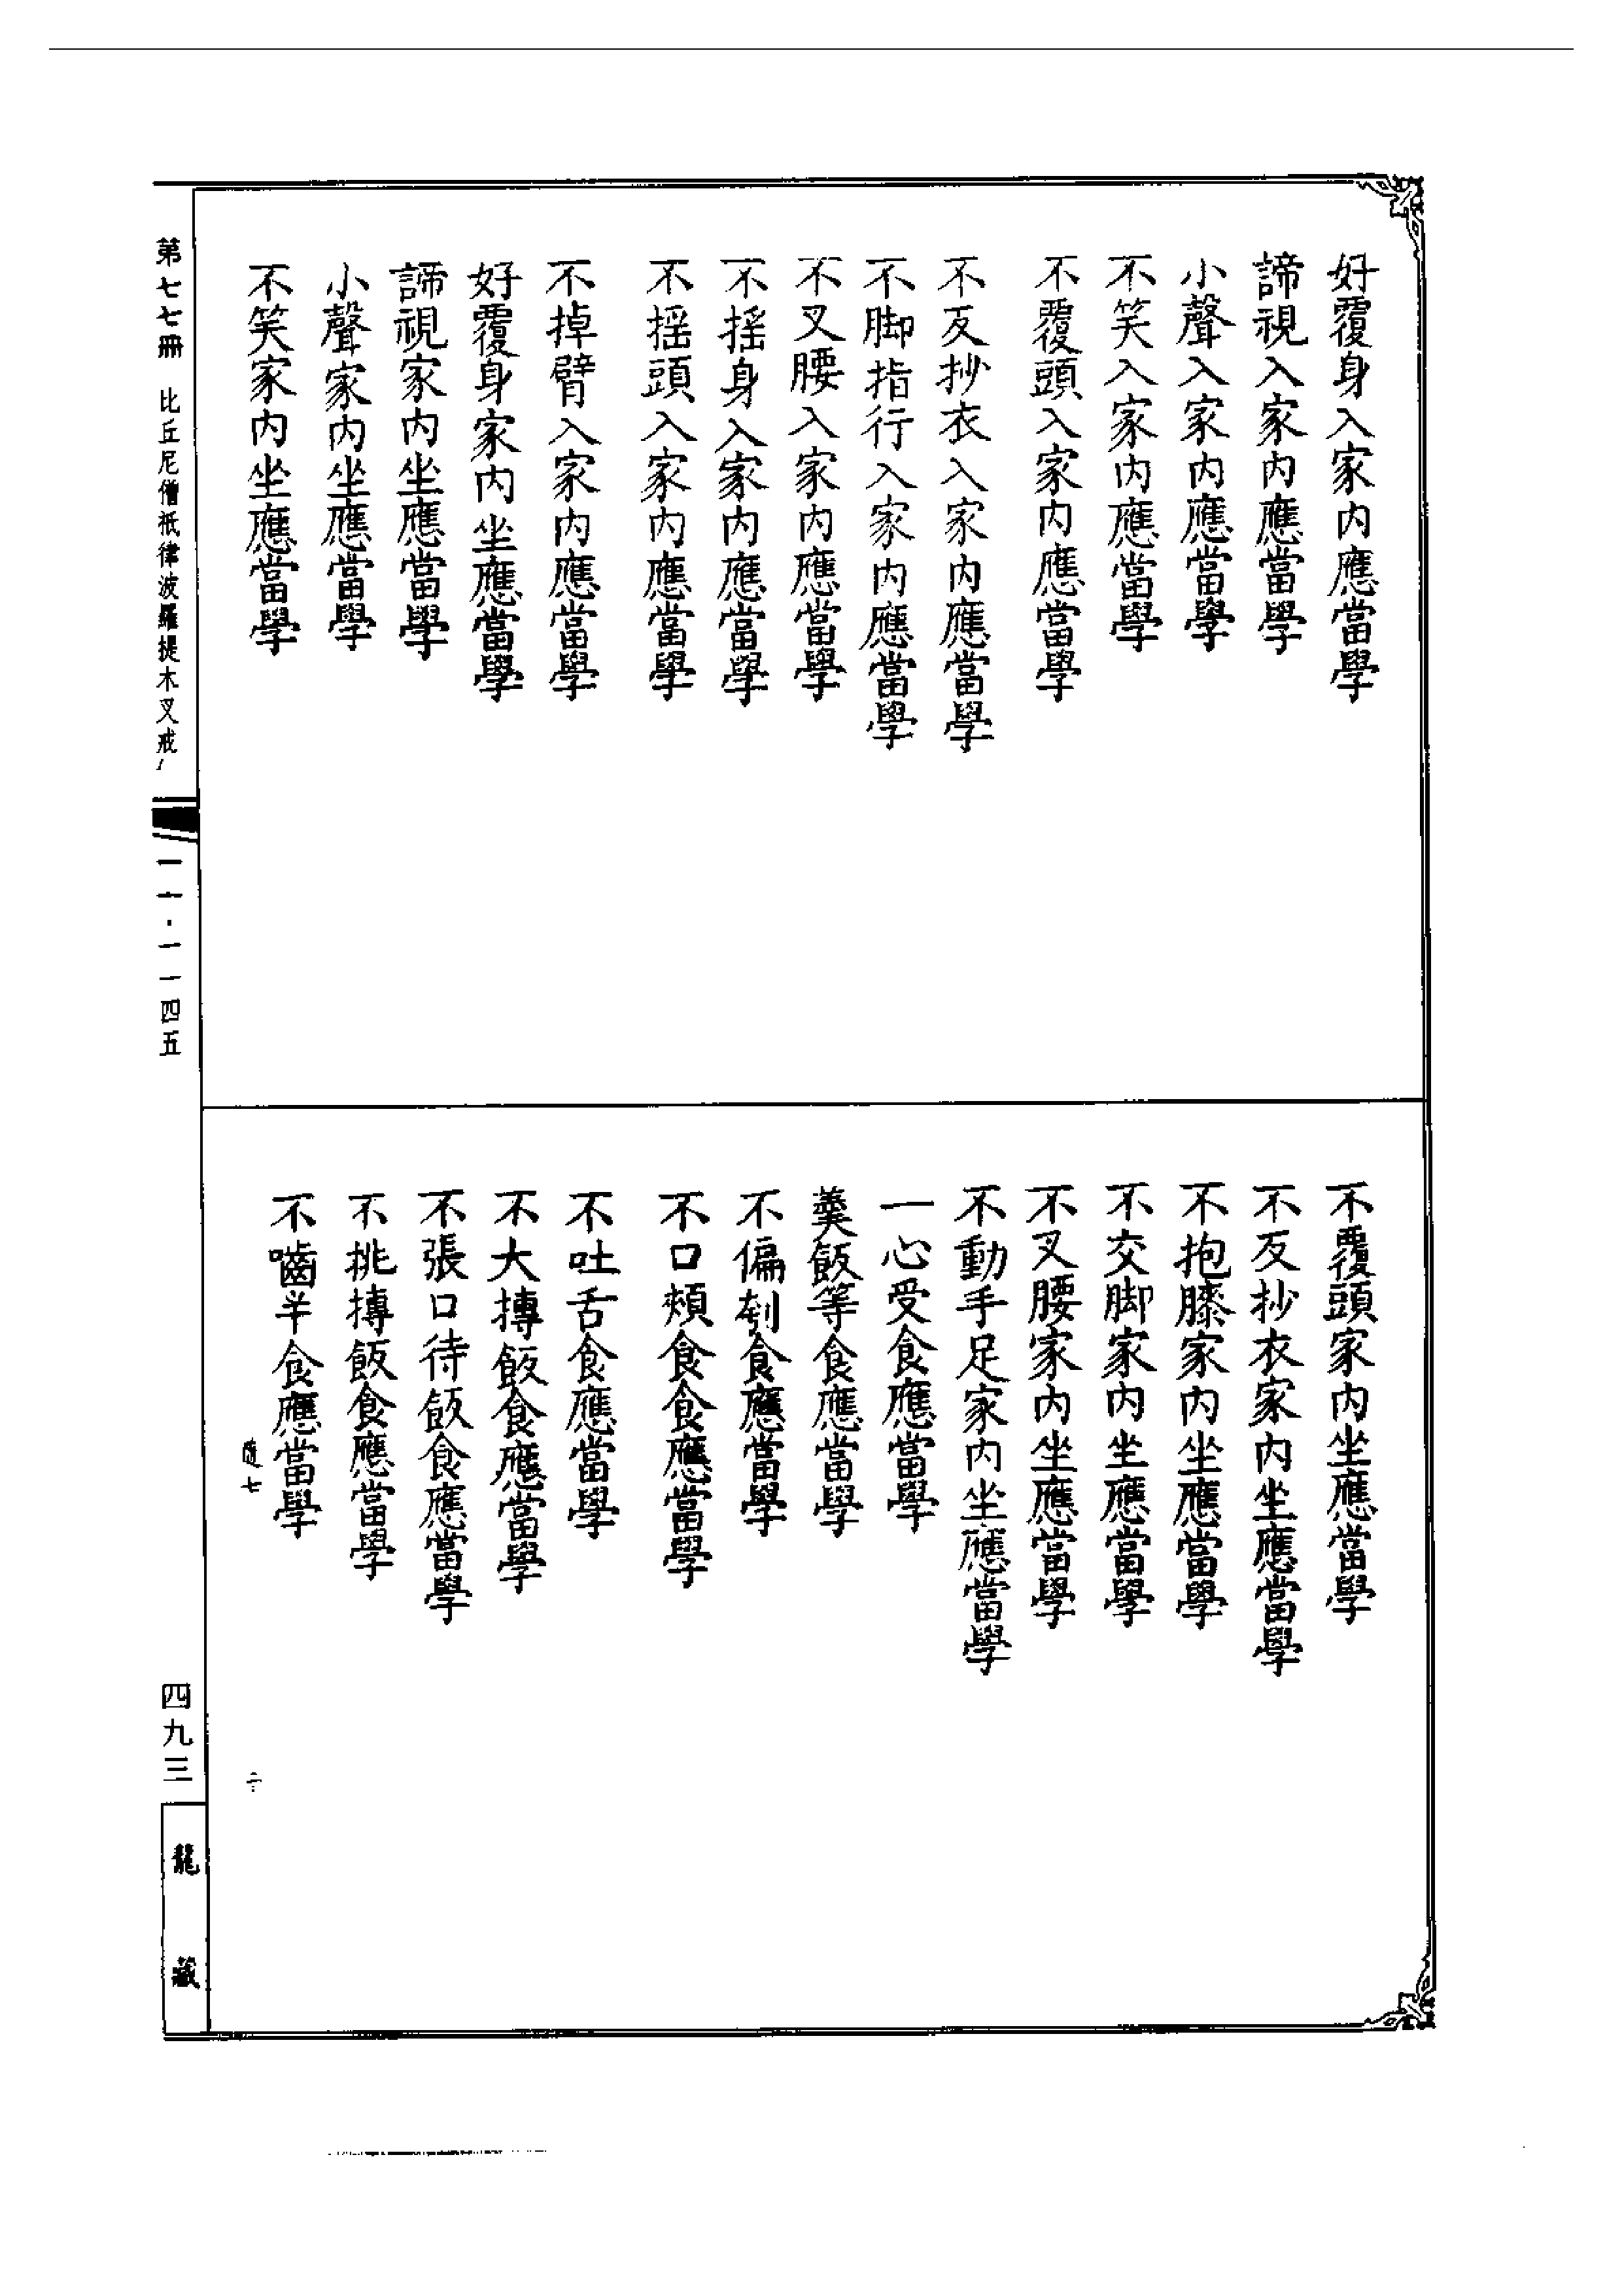 好覆身入家内應當學
諦視入家内應當學
小聲入家内應當學
不笑入家内應當學
不覆頭入家内應當學
不反抄衣入家内應當學
不脚指行入家内應當學
不叉腰入家内應當學
不揺身入家内應當學
不揺頭入家内應當學
不掉臂入家内應當學
好覆身家内坐應當學
諦視家内坐應當學
小聲家内坐應當學
不笑家内坐應當學
不覆頭家内坐應當學
不反抄衣家内坐應當學
不抱膝家内坐應當學
不交脚家内坐應當學
不叉腰家内坐應當學
不動手足家内坐應當學
一心受食應當學
羹飯等食應當學
不偏刳食應當學
不口頰食食應當學
不吐舌食應當學
不大摶飯食應當學
不張口待飯食應當學
不挑摶飯食應當學
不嚙半食應當學
隨七
二十
第七七冊 比丘尼僧祇律波羅提木叉戒
一一·一一四五
四九三
龍藏